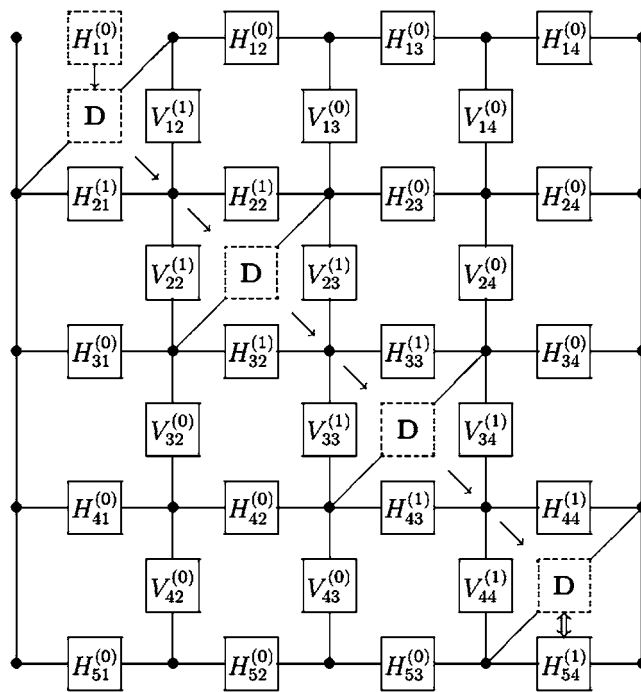 H_{11}^{(0)} H_{12}^{(0)} H_{13}^{(0)} H_{14}^{(0)}
D V_{12}^{(1)} V_{13}^{(0)} V_{14}^{(0)}
H_{21}^{(1)} H_{22}^{(1)} H_{23}^{(0)} H_{24}^{(0)}
V_{22}^{(1)} D V_{23}^{(1)} V_{24}^{(0)}
H_{31}^{(0)} H_{32}^{(1)} H_{33}^{(1)} H_{34}^{(0)}
V_{32}^{(0)} V_{33}^{(1)} D V_{34}^{(1)}
H_{41}^{(0)} H_{42}^{(0)} H_{43}^{(1)} H_{44}^{(1)}
V_{42}^{(0)} V_{43}^{(0)} V_{44}^{(1)} D
H_{51}^{(0)} H_{52}^{(0)} H_{53}^{(0)} H_{54}^{(1)}